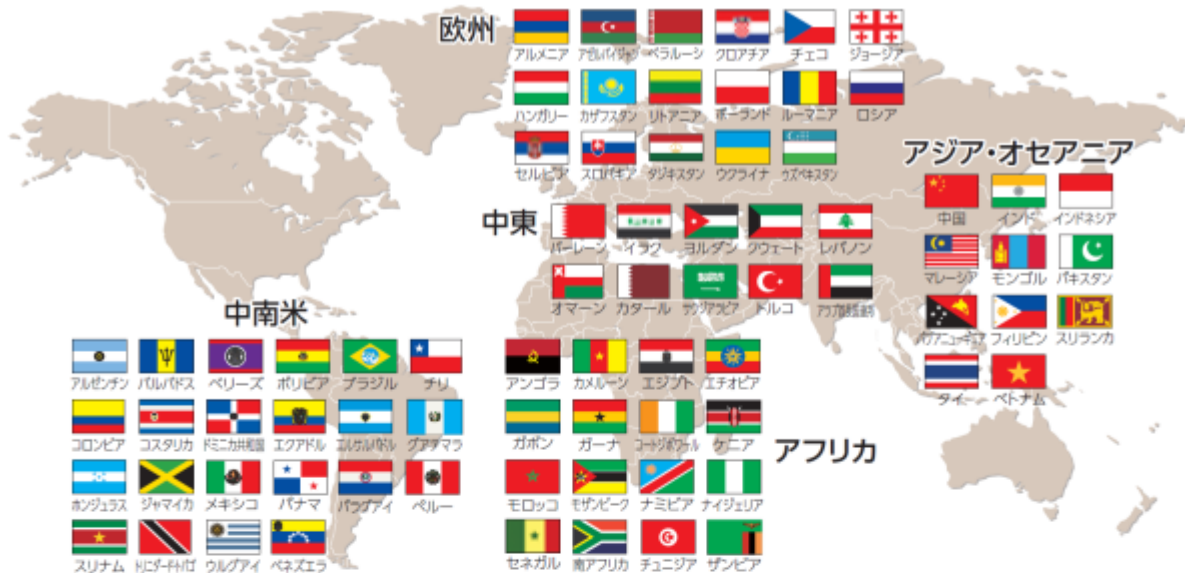 欧州
アルメニア アゼルバイジャン ベラルーシ クロアチア チェコ ジョージア
ハンガリー カザフスタン リトアニア ポーランド ルーマニア ロシア
セルビア スロバキア タジキスタン ウクライナ ウズベキスタン
アジア・オセアニア
中国 インド インドネシア
マレーシア モンゴル パキスタン
パプアニューギニア フィリピン スリランカ
タイ ベトナム
中東
バーレーン イラク ヨルダン クウェート レバノン
オマーン カタール サウジアラビア トルコ アラブ首長国連邦
中南米
アルゼンチン バルバドス ベリーズ ボリビア ブラジル チリ
コロンビア コスタリカ ドミニカ共和国 エクアドル エルサルバドル グアテマラ
ホンジュラス ジャマイカ メキシコ パナマ パラグアイ ペルー
スリナム トリニダード・トバゴ ウルグアイ ベネズエラ
アフリカ
アンゴラ カメルーン エジプト エチオピア
ガボン ガーナ コートジボワール ケニア
モロッコ モザンビーク ナミビア ナイジェリア
セネガル 南アフリカ チュニジア ザンビア